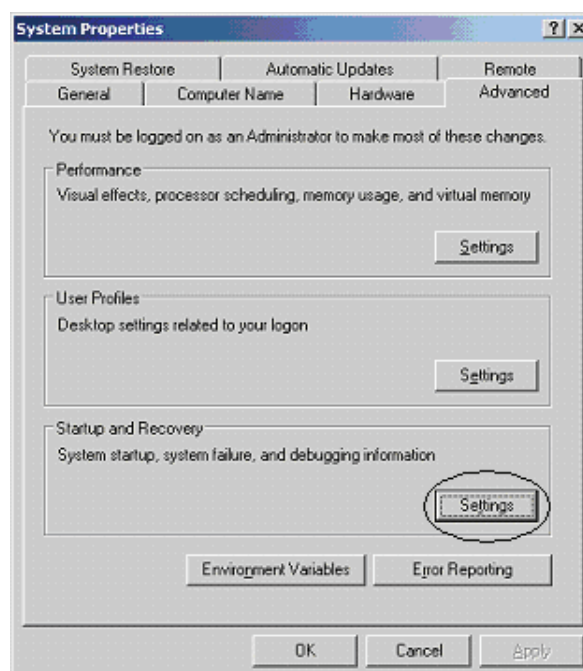 System Properties
System Restore Automatic Updates Remote
General Computer Name Hardware Advanced
You must be logged on as an Administrator to make most of these changes.
Performance
Visual effects, processor scheduling, memory usage, and virtual memory
Settings
User Profiles
Desktop settings related to your logon
Settings
Startup and Recovery
System startup, system failure, and debugging information
Settings
Environment Variables Error Reporting
OK Cancel Apply